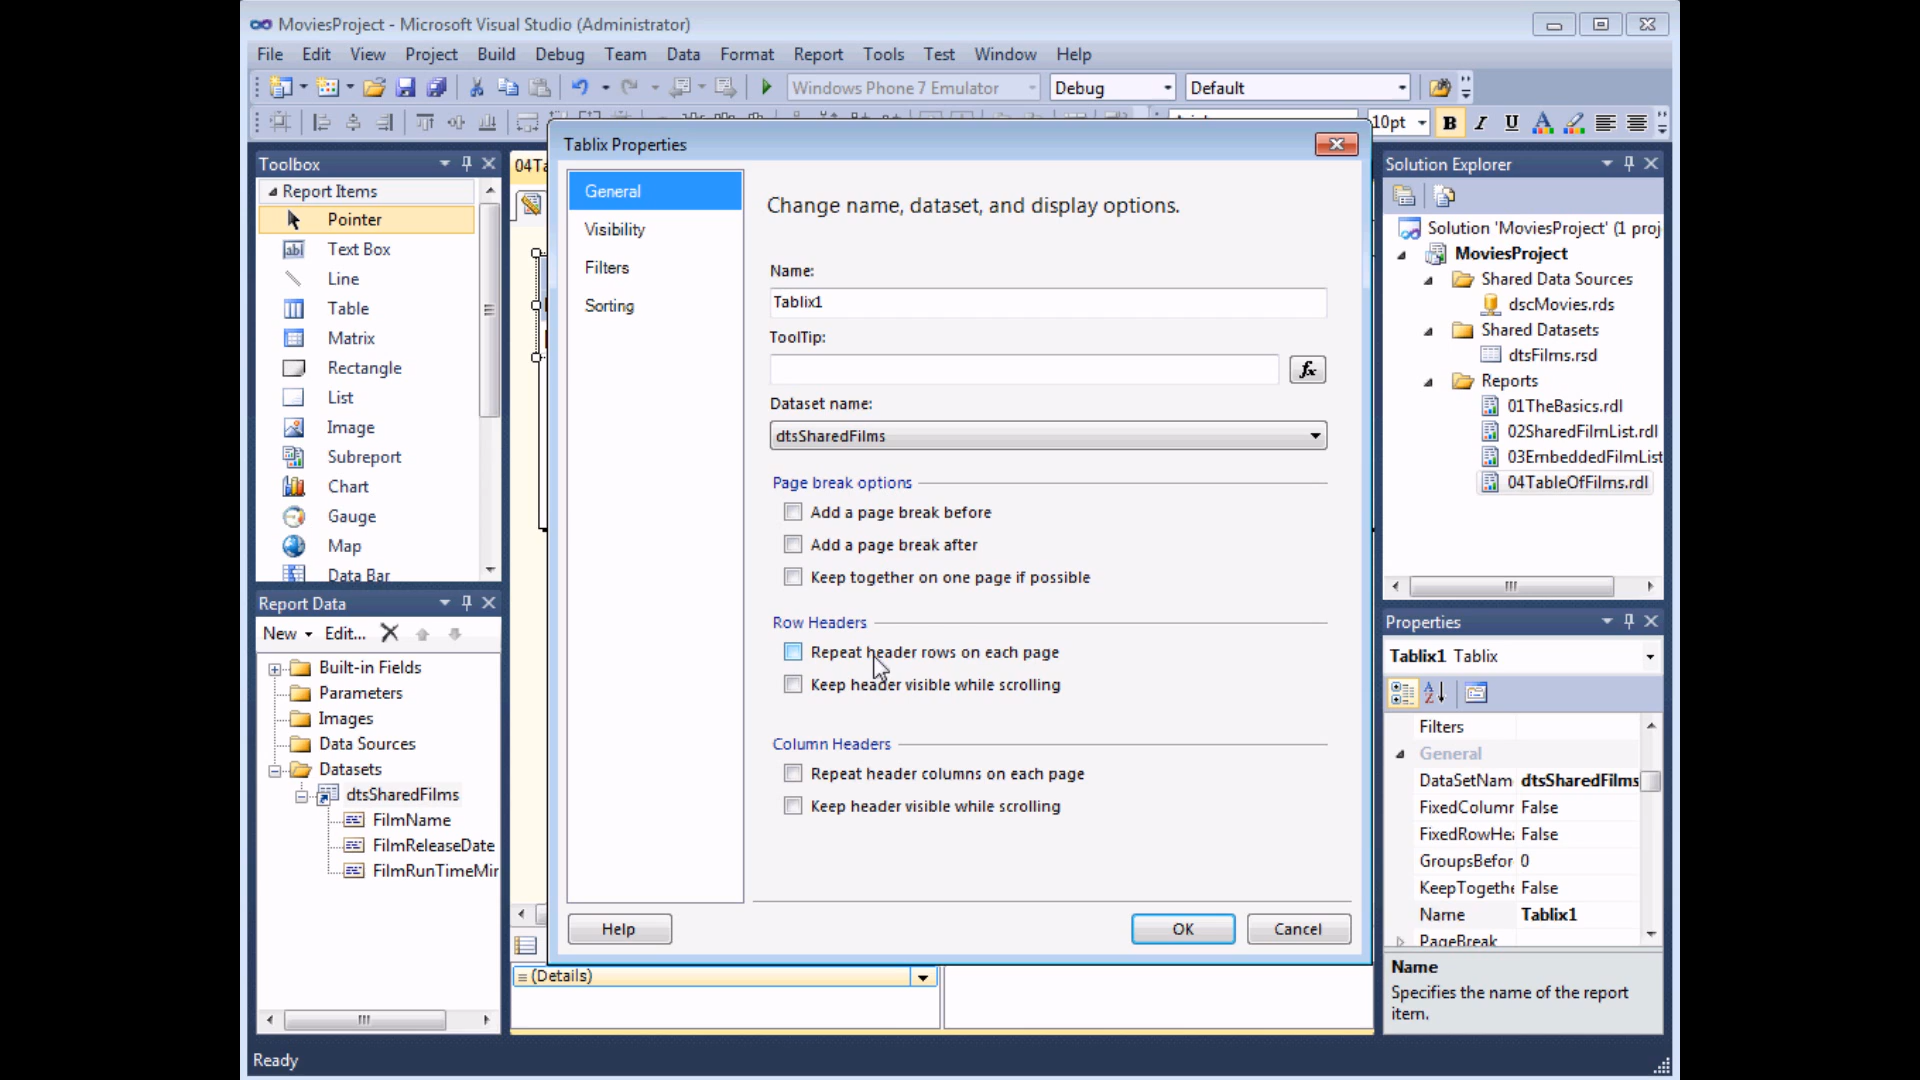 MoviesProject - Microsoft Visual Studio (Administrator)
File Edit View Project Build Debug Team Data Format Report Tools Test Window Help
Windows Phone 7 Emulator Debug Default
10pt B I U A
Toolbox
Report Items
Pointer
Text Box
Line
Table
Matrix
Rectangle
List
Image
Subreport
Chart
Gauge
Map
Data Bar
Report Data
New Edit...
Built-in Fields
Parameters
Images
Data Sources
Datasets
dtsSharedFilms
FilmName
FilmReleaseDate
FilmRunTimeMir
04Ta
Tablix Properties
General
Visibility
Filters
Sorting
Change name, dataset, and display options.
Name:
Tablix1
ToolTip:
fx
Dataset name:
dtsSharedFilms
Page break options
Add a page break before
Add a page break after
Keep together on one page if possible
Row Headers
Repeat header rows on each page
Keep header visible while scrolling
Column Headers
Repeat header columns on each page
Keep header visible while scrolling
Help OK Cancel
(Details)
Solution Explorer
Solution 'MoviesProject' (1 proj
MoviesProject
Shared Data Sources
dscMovies.rds
Shared Datasets
dtsFilms.rsd
Reports
01TheBasics.rdl
02SharedFilmList.rdl
03EmbeddedFilmList
04TableOfFilms.rdl
Properties
Tablix1 Tablix
Filters
General
DataSetNam dtsSharedFilms
FixedColumr False
FixedRowHea False
GroupsBefor 0
KeepTogethe False
Name Tablix1
PageBreak
Name
Specifies the name of the report
item.
Ready